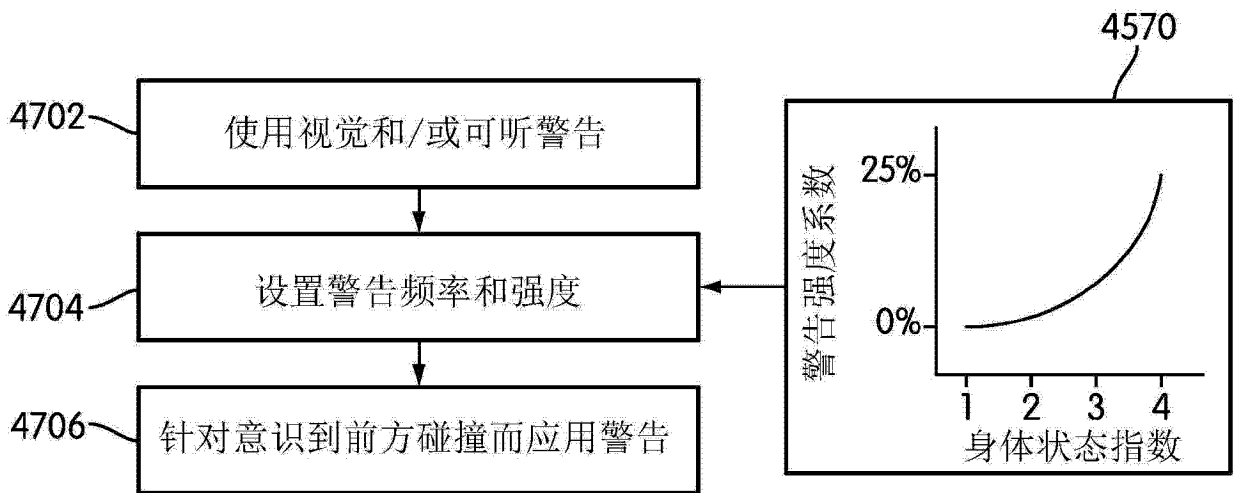 4570
4702
使用视觉和/或可听警告
4704
设置警告频率和强度
4706
针对意识到前方碰撞而应用警告
警告强度系数
25%
0%
1 2 3 4
身体状态指数